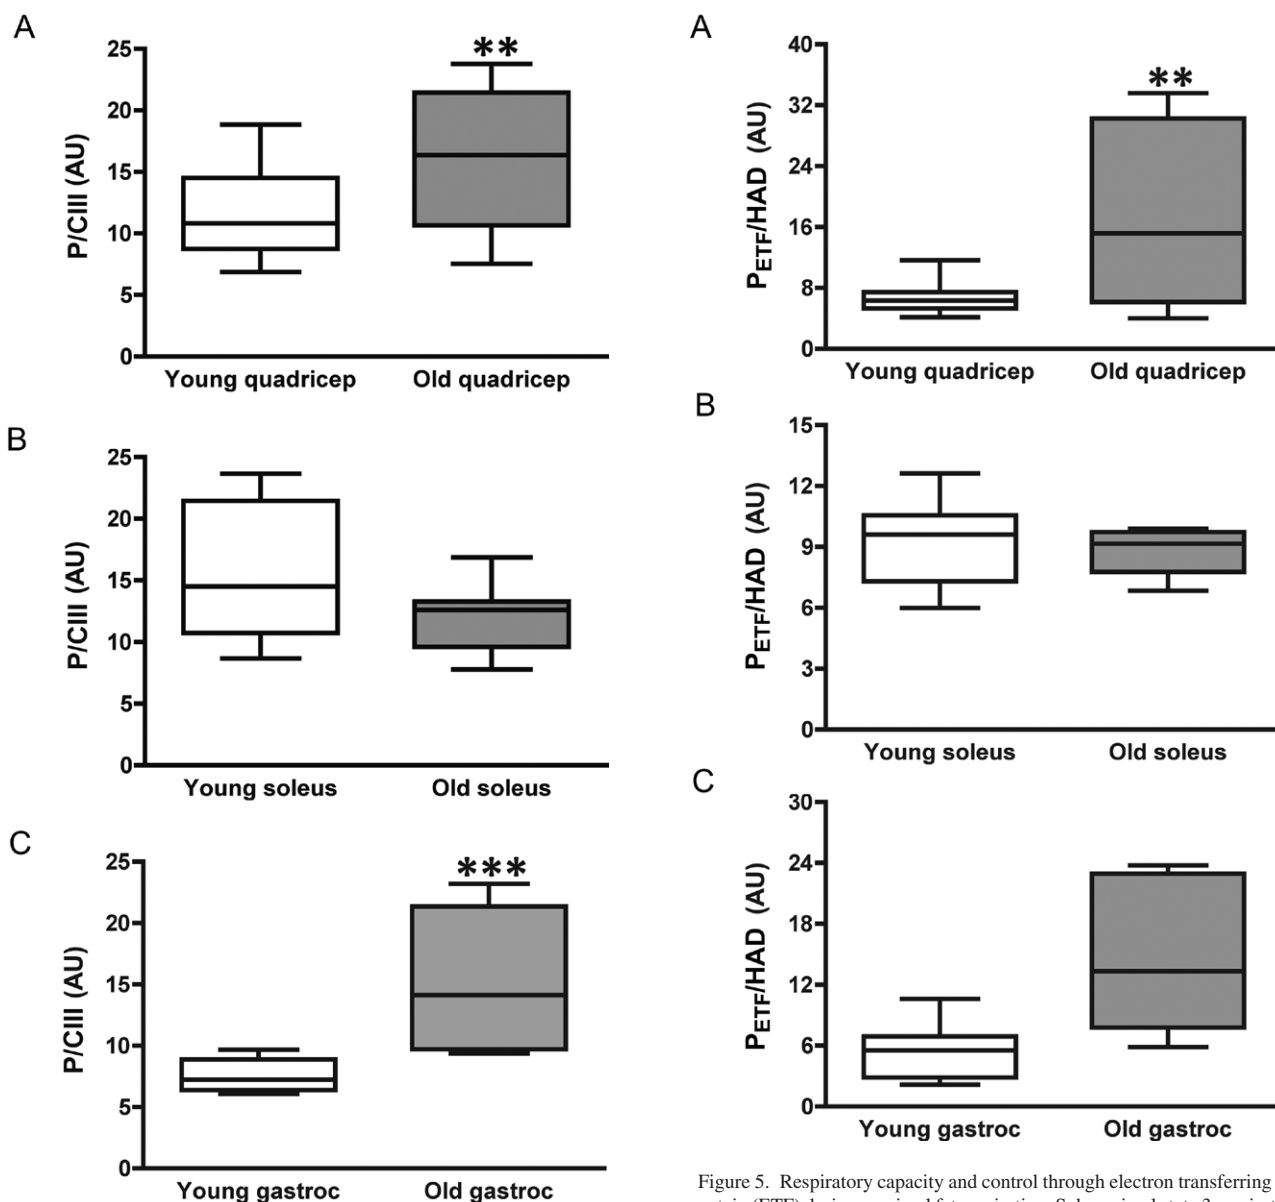 A
**
25
20
15
10
5
0
P/CIII (AU)
Young quadricep
Old quadricep
B
25
20
15
10
5
0
P/CIII (AU)
Young soleus
Old soleus
C
***
25
20
15
10
5
0
P/CIII (AU)
Young gastroc
Old gastroc
A
**
40
32
24
16
8
0
PETF/HAD (AU)
Young quadricep
Old quadricep
B
15
12
9
6
3
0
PETF/HAD (AU)
Young soleus
Old soleus
C
30
24
18
12
6
0
PETF/HAD (AU)
Young gastroc
Old gastroc
Figure 5. Respiratory capacity and control through electron transferring